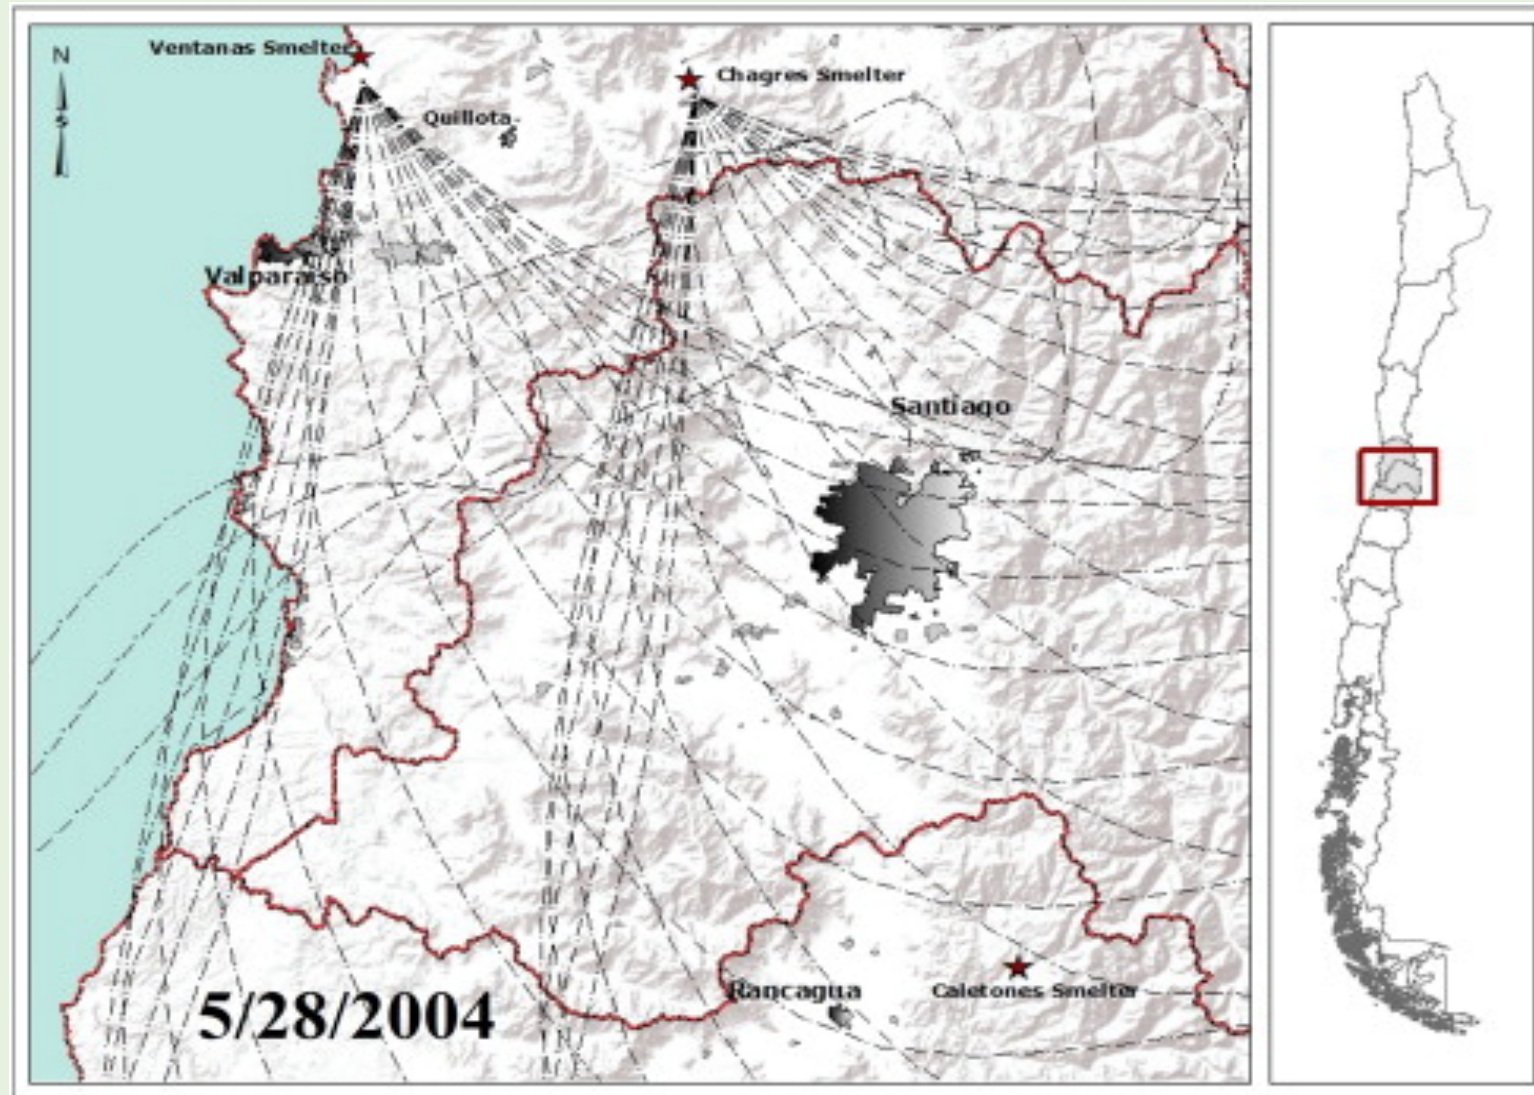 Ventanas Smelter
N
Chagres Smelter
Quillota
Valparaiso
Santiago
Rancagua
Caletones Smelter
5/28/2004